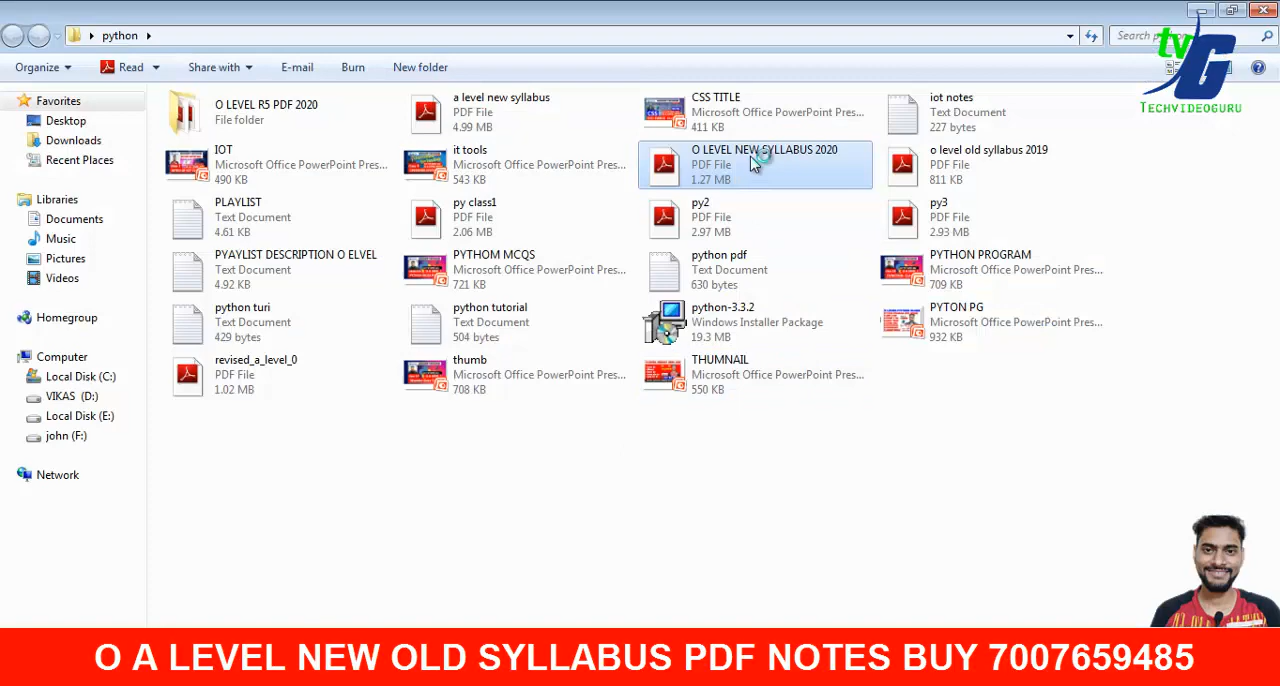 python
Search python
tvG
TECHVIDEOGURU
Organize
Read
Share with
E-mail
Burn
New folder
Favorites
Desktop
Downloads
Recent Places
Libraries
Documents
Music
Pictures
Videos
Homegroup
Computer
Local Disk (C:)
VIKAS (D:)
Local Disk (E:)
john (F:)
Network
O LEVEL R5 PDF 2020
File folder
a level new syllabus
PDF File
4.99 MB
CSS TITLE
Microsoft Office PowerPoint Pres...
411 KB
iot notes
Text Document
227 bytes
IOT
Microsoft Office PowerPoint Pres...
490 KB
it tools
Microsoft Office PowerPoint Pres...
543 KB
O LEVEL NEW SYLLABUS 2020
PDF File
1.27 MB
o level old syllabus 2019
PDF File
811 KB
PLAYLIST
Text Document
4.61 KB
py class1
PDF File
2.06 MB
py2
PDF File
2.97 MB
py3
PDF File
2.93 MB
PYAYLIST DESCRIPTION O ELVEL
Text Document
4.92 KB
PYTHOM MCQS
Microsoft Office PowerPoint Pres...
721 KB
python pdf
Text Document
630 bytes
PYTHON PROGRAM
Microsoft Office PowerPoint Pres...
709 KB
python turi
Text Document
429 bytes
python tutorial
Text Document
504 bytes
python-3.3.2
Windows Installer Package
19.3 MB
PYTON PG
Microsoft Office PowerPoint Pres...
932 KB
revised_a_level_0
PDF File
1.02 MB
thumb
Microsoft Office PowerPoint Pres...
708 KB
THUMNAIL
Microsoft Office PowerPoint Pres...
550 KB
O A LEVEL NEW OLD SYLLABUS PDF NOTES BUY 7007659485